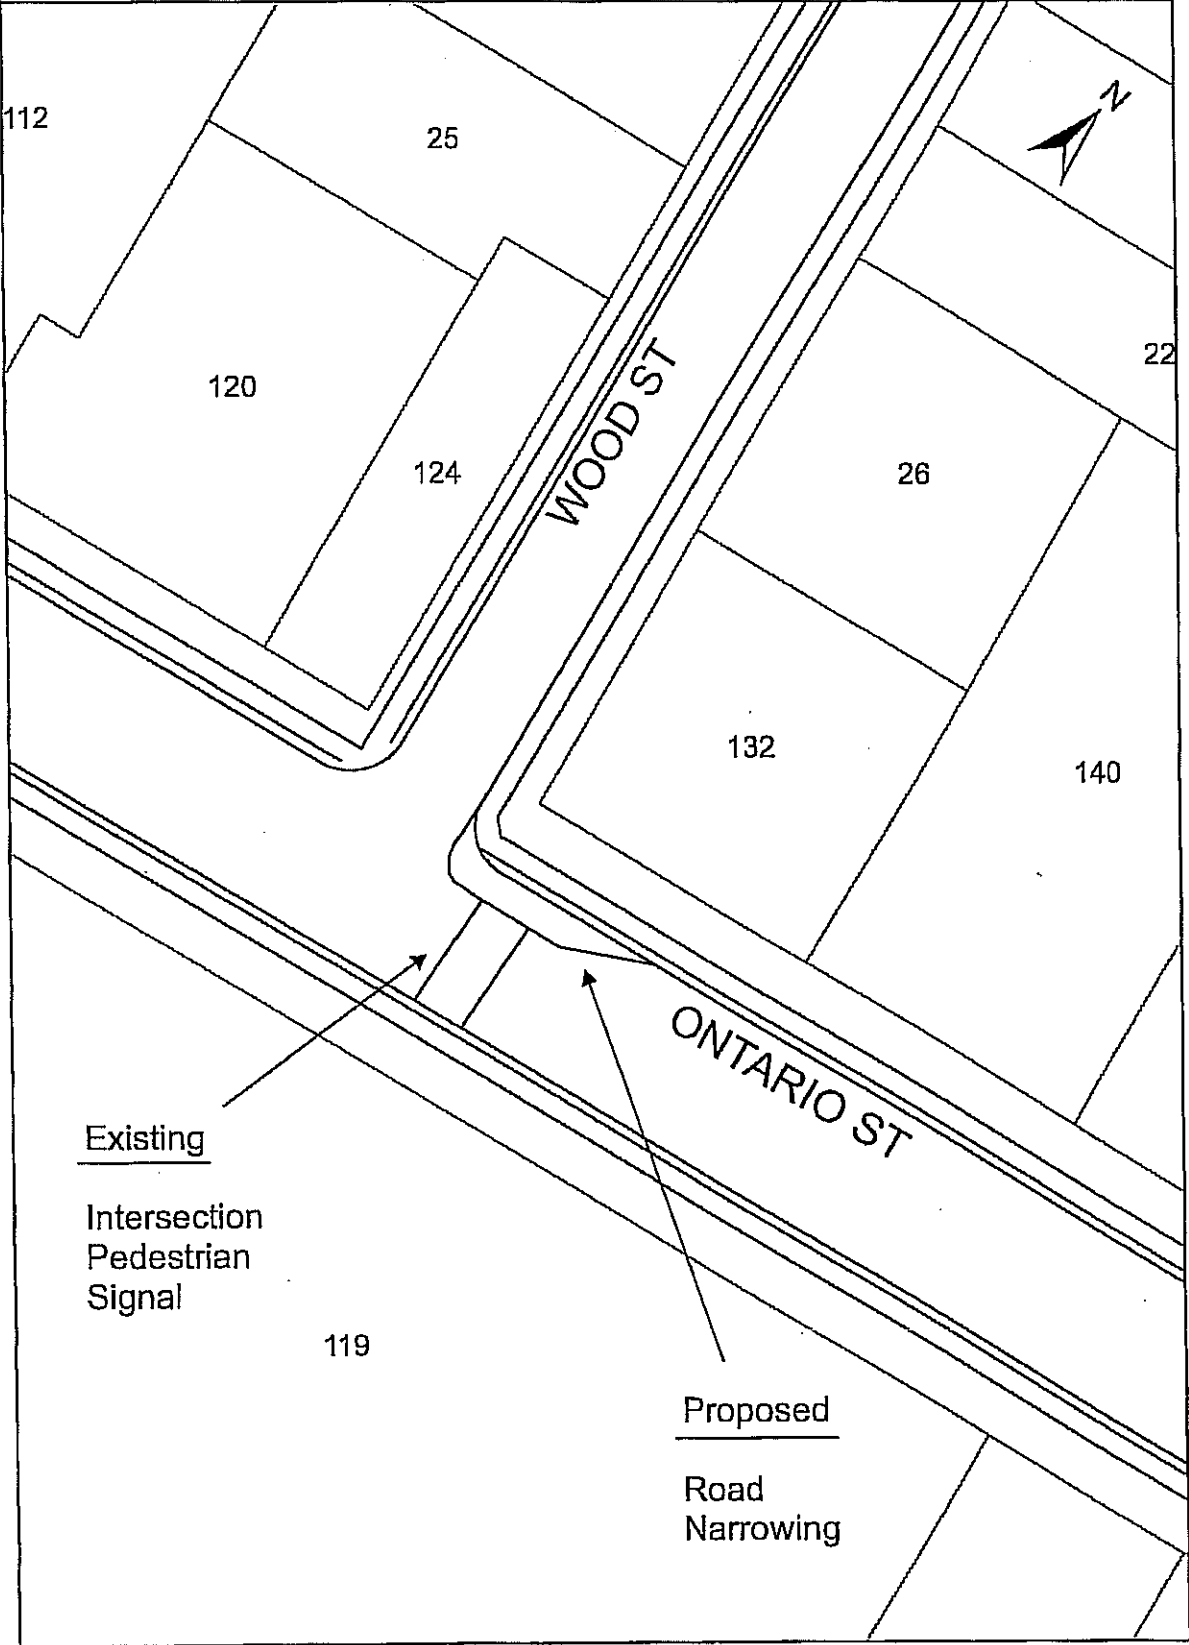 N
112
25
22
120
WOOD ST
124
26
132
140
ONTARIO ST
Existing
Intersection
Pedestrian
Signal
119
Proposed
Road
Narrowing